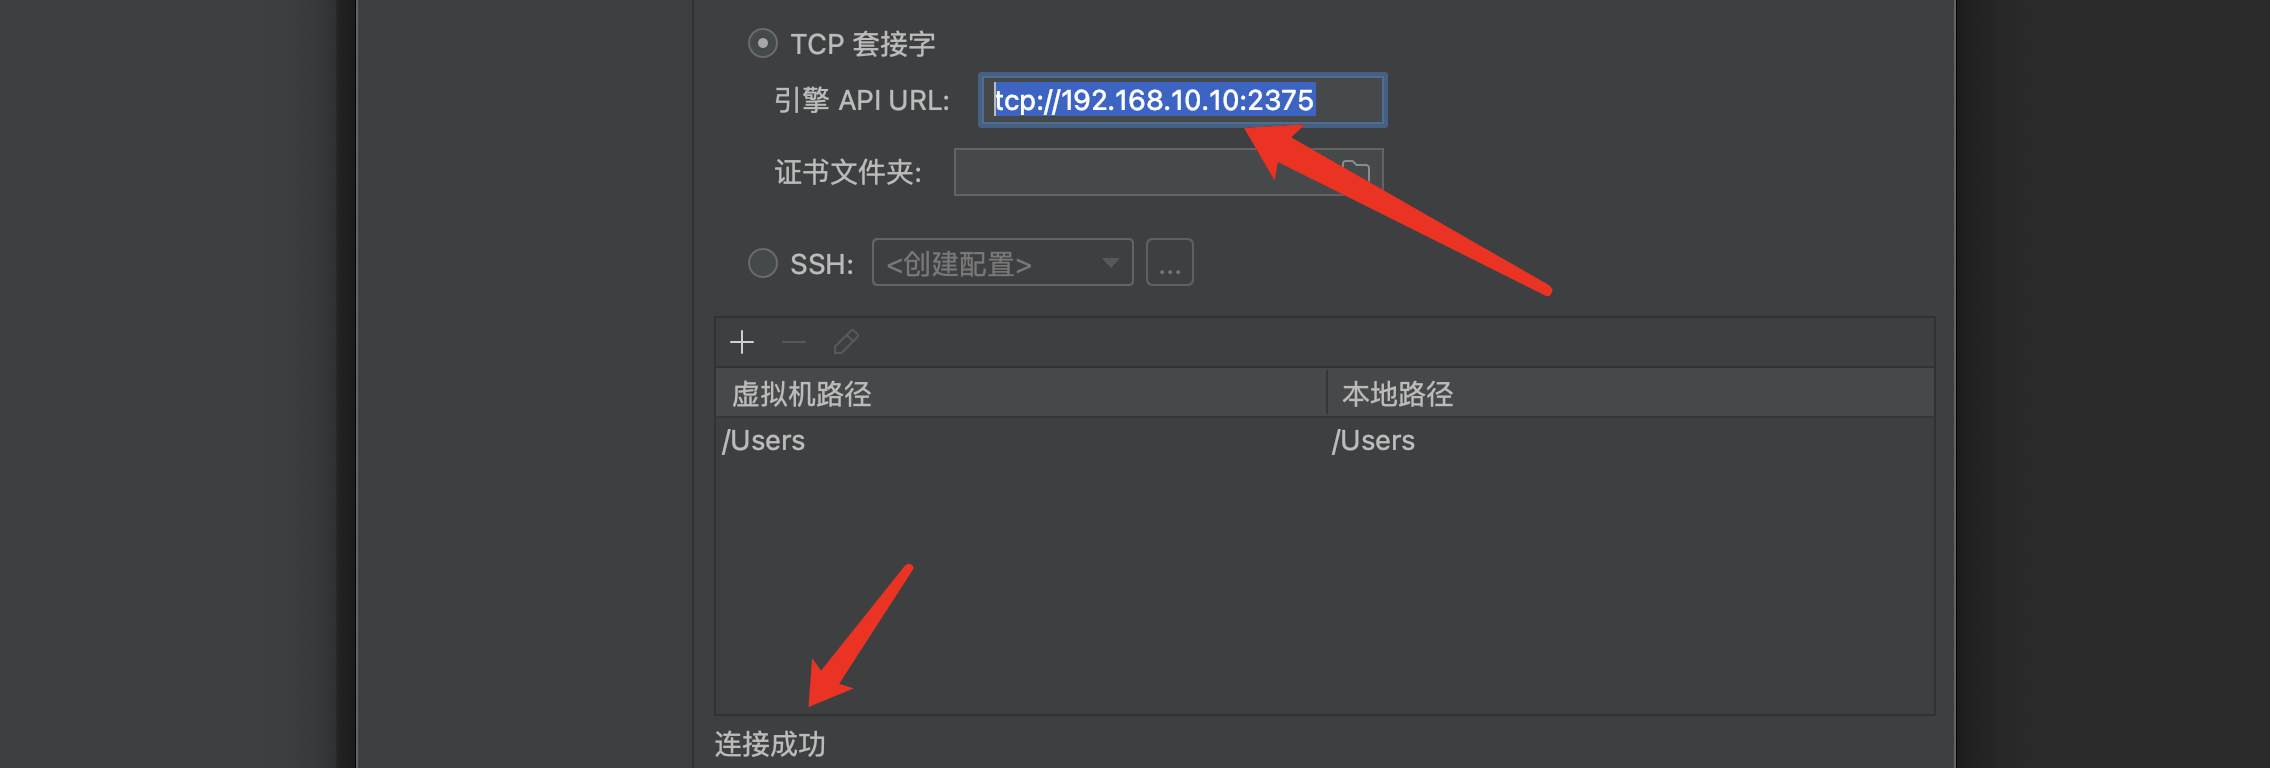 TCP 套接字
引擎 API URL: tcp://192.168.10.10:2375
证书文件夹:
SSH: <创建配置> ...
虚拟机路径 本地路径
/Users /Users
连接成功